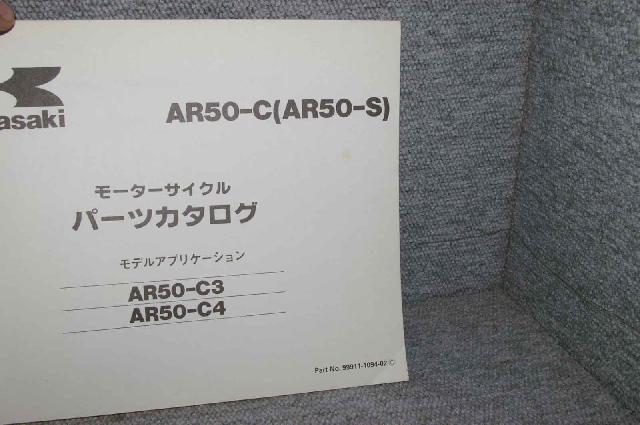 AR50-C(AR50-S)
asaki
モーターサイクル
パーツカタログ
モデルアプリケーション
AR50-C3
AR50-C4
Part No. 99911-1094-02 Ⓒ